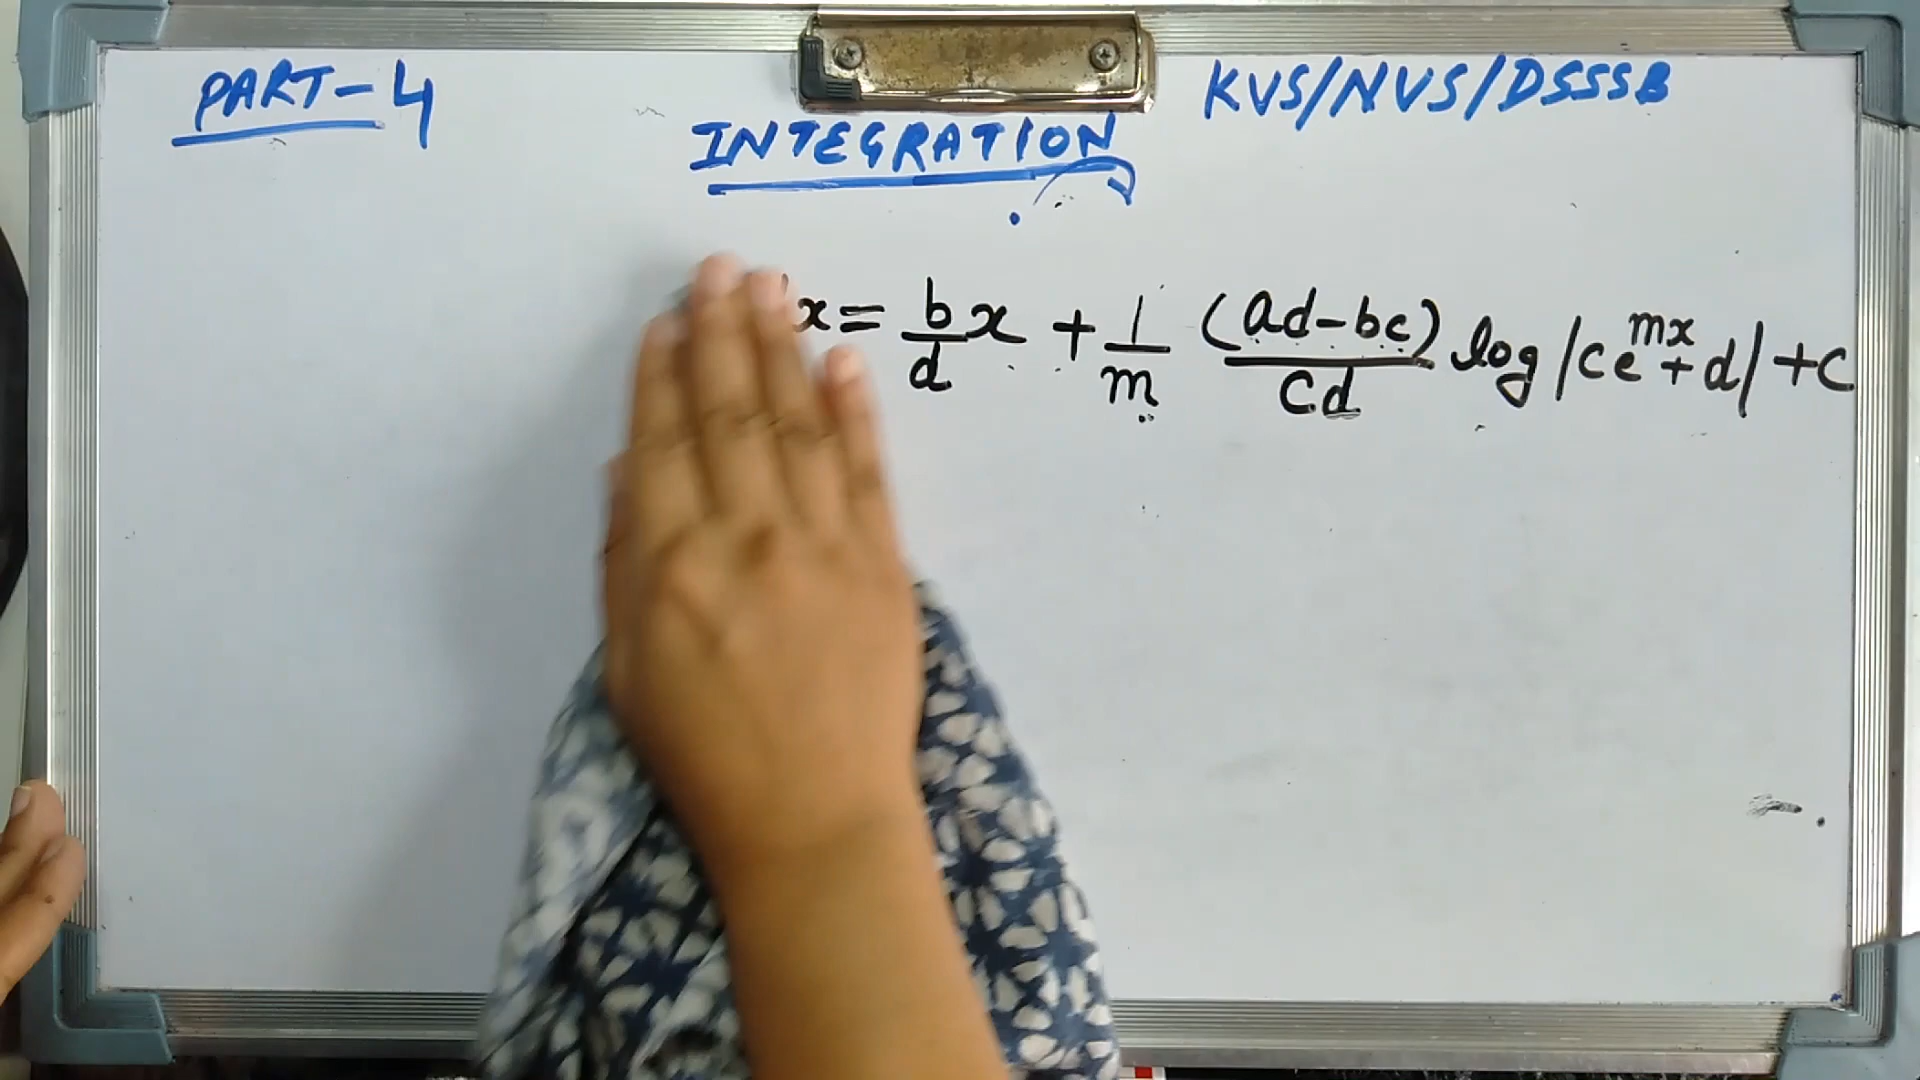 PART-4
KVS/NVS/DSSSB
INTEGRATION
x = b/d x + 1/m (ad-bc)/cd log|ce^mx + d| + c